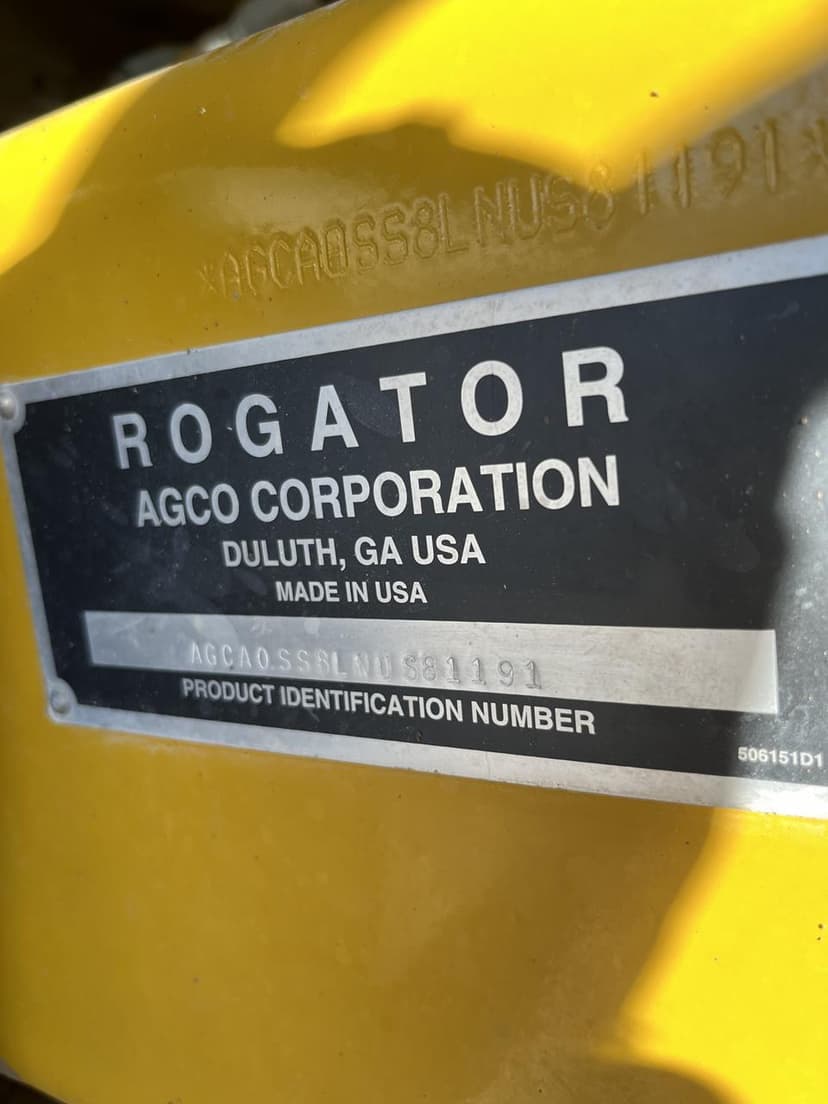 *AGCA0SS8LNUS81191*
ROGATOR
AGCO CORPORATION
DULUTH, GA USA
MADE IN USA
AGCA0SS8LNUS81191
PRODUCT IDENTIFICATION NUMBER
506151D1